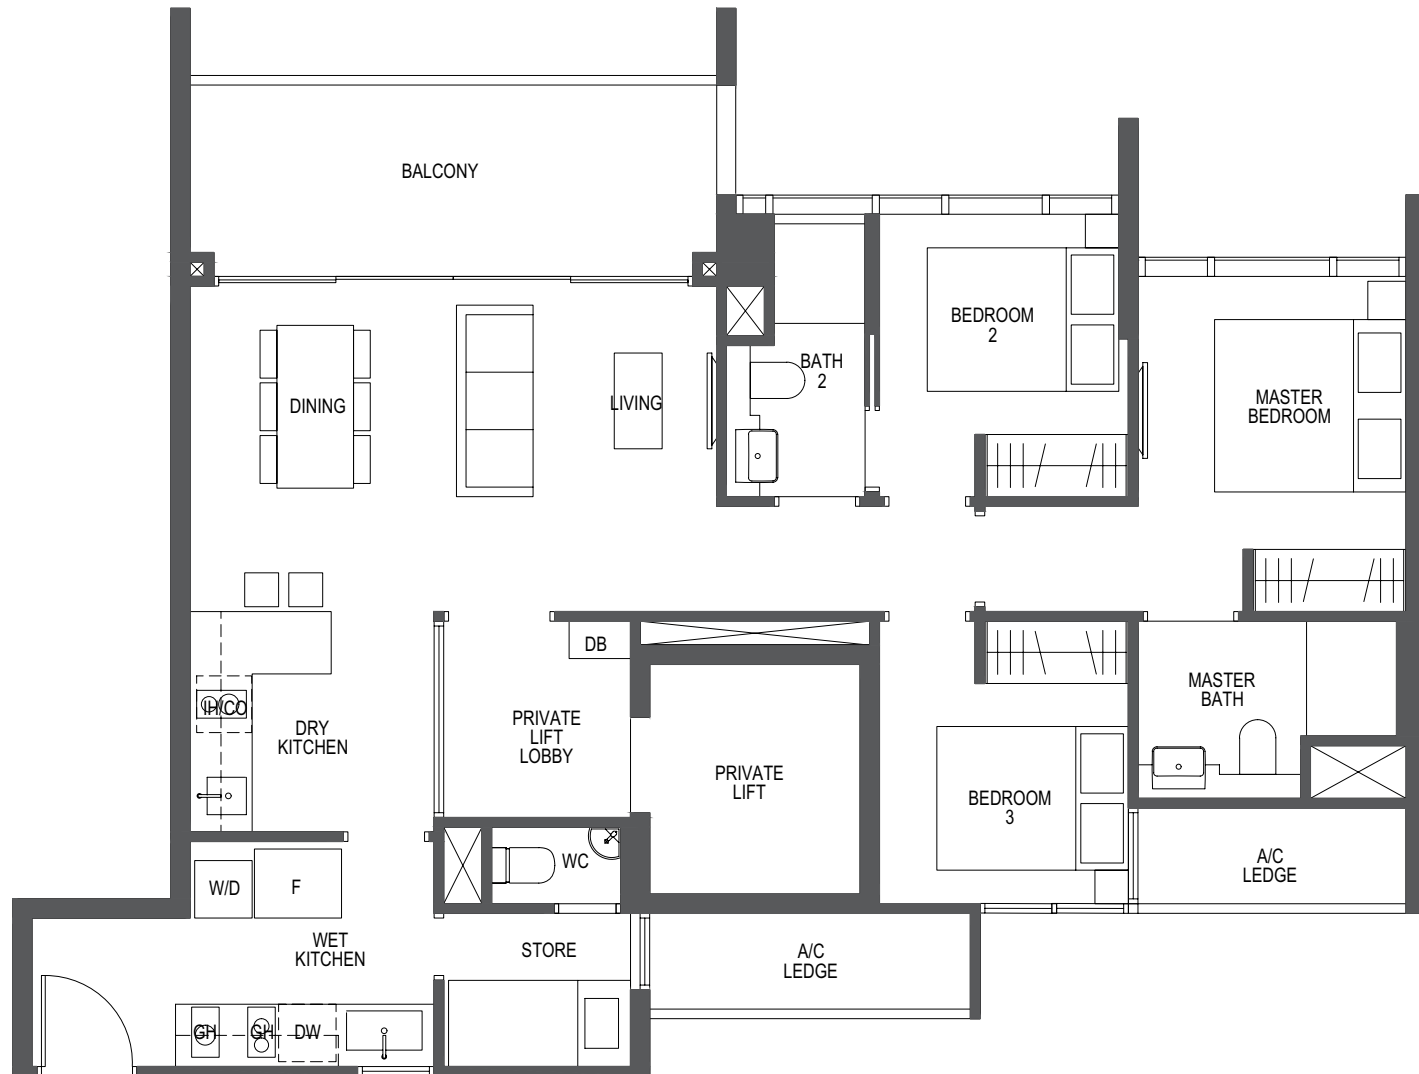 BALCONY
BEDROOM
2
BATH
2
MASTER
BEDROOM
DINING
LIVING
DB
MASTER
BATH
IH/CO
DRY
KITCHEN
PRIVATE
LIFT
LOBBY
PRIVATE
LIFT
BEDROOM
3
WC
A/C
LEDGE
W/D
F
WET
KITCHEN
STORE
A/C
LEDGE
GH
GH
DW